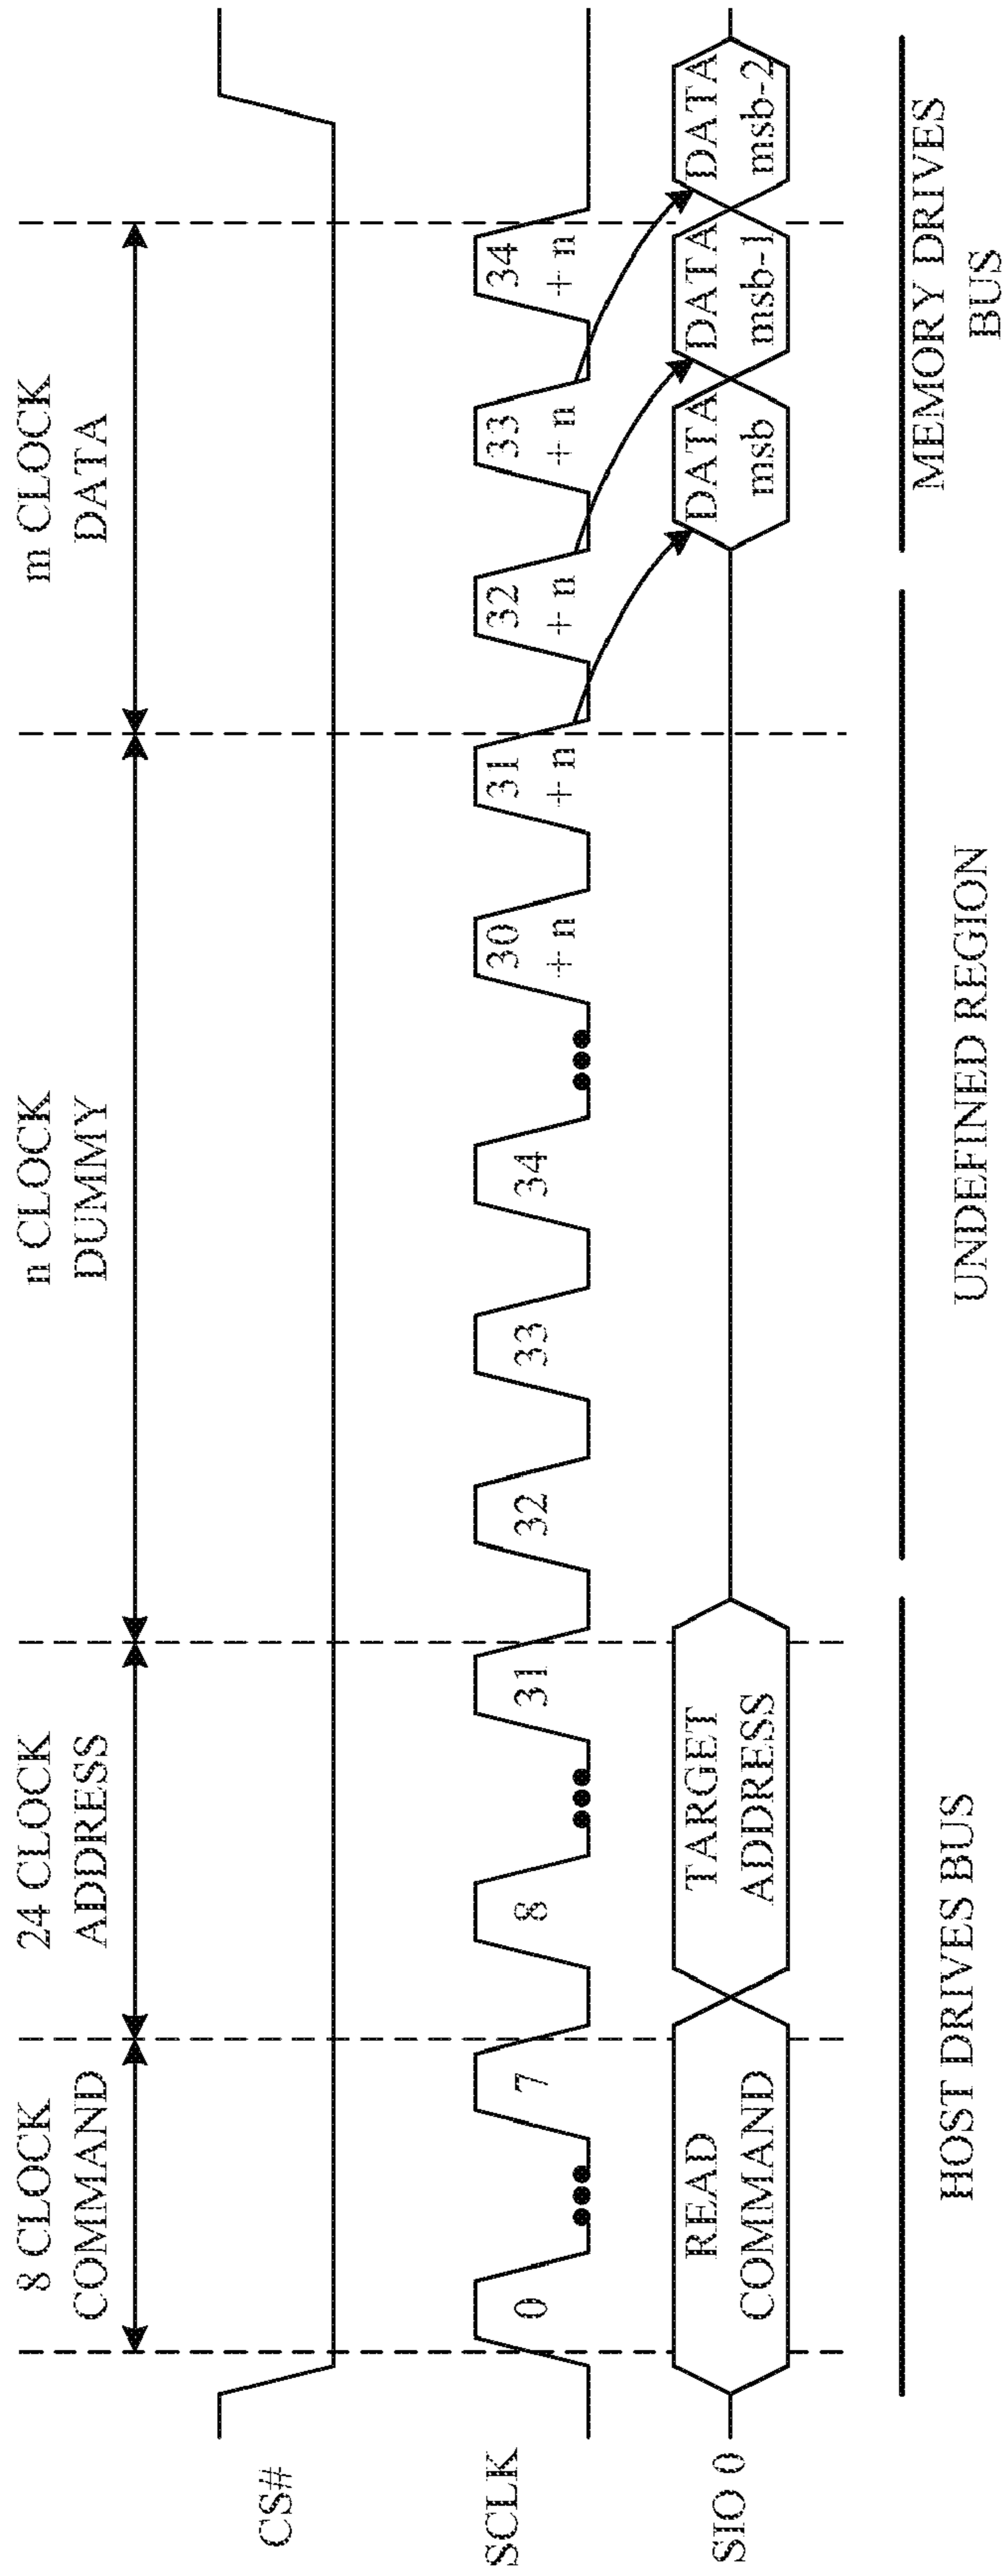 8 CLOCK
COMMAND
24 CLOCK
ADDRESS
n CLOCK
DUMMY
m CLOCK
DATA
CS#
SCLK
0
7
8
31
32
33
34
30
+ n
31
+ n
32
+ n
33
+ n
34
+ n
SIO 0
READ
COMMAND
TARGET
ADDRESS
DATA
msb
DATA
msb-1
DATA
msb-2
HOST DRIVES BUS
UNDEFINED REGION
MEMORY DRIVES
BUS